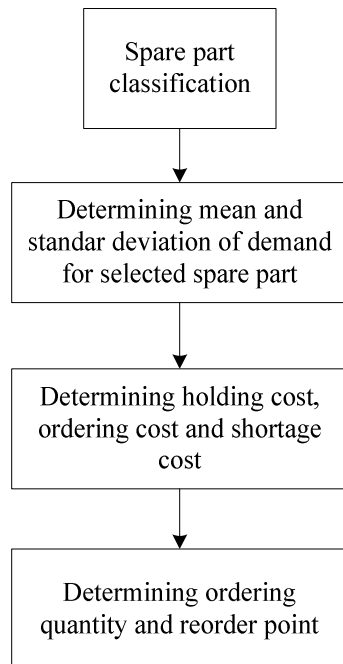 Spare part
classification
Determining mean and
standar deviation of demand
for selected spare part
Determining holding cost,
ordering cost and shortage
cost
Determining ordering
quantity and reorder point